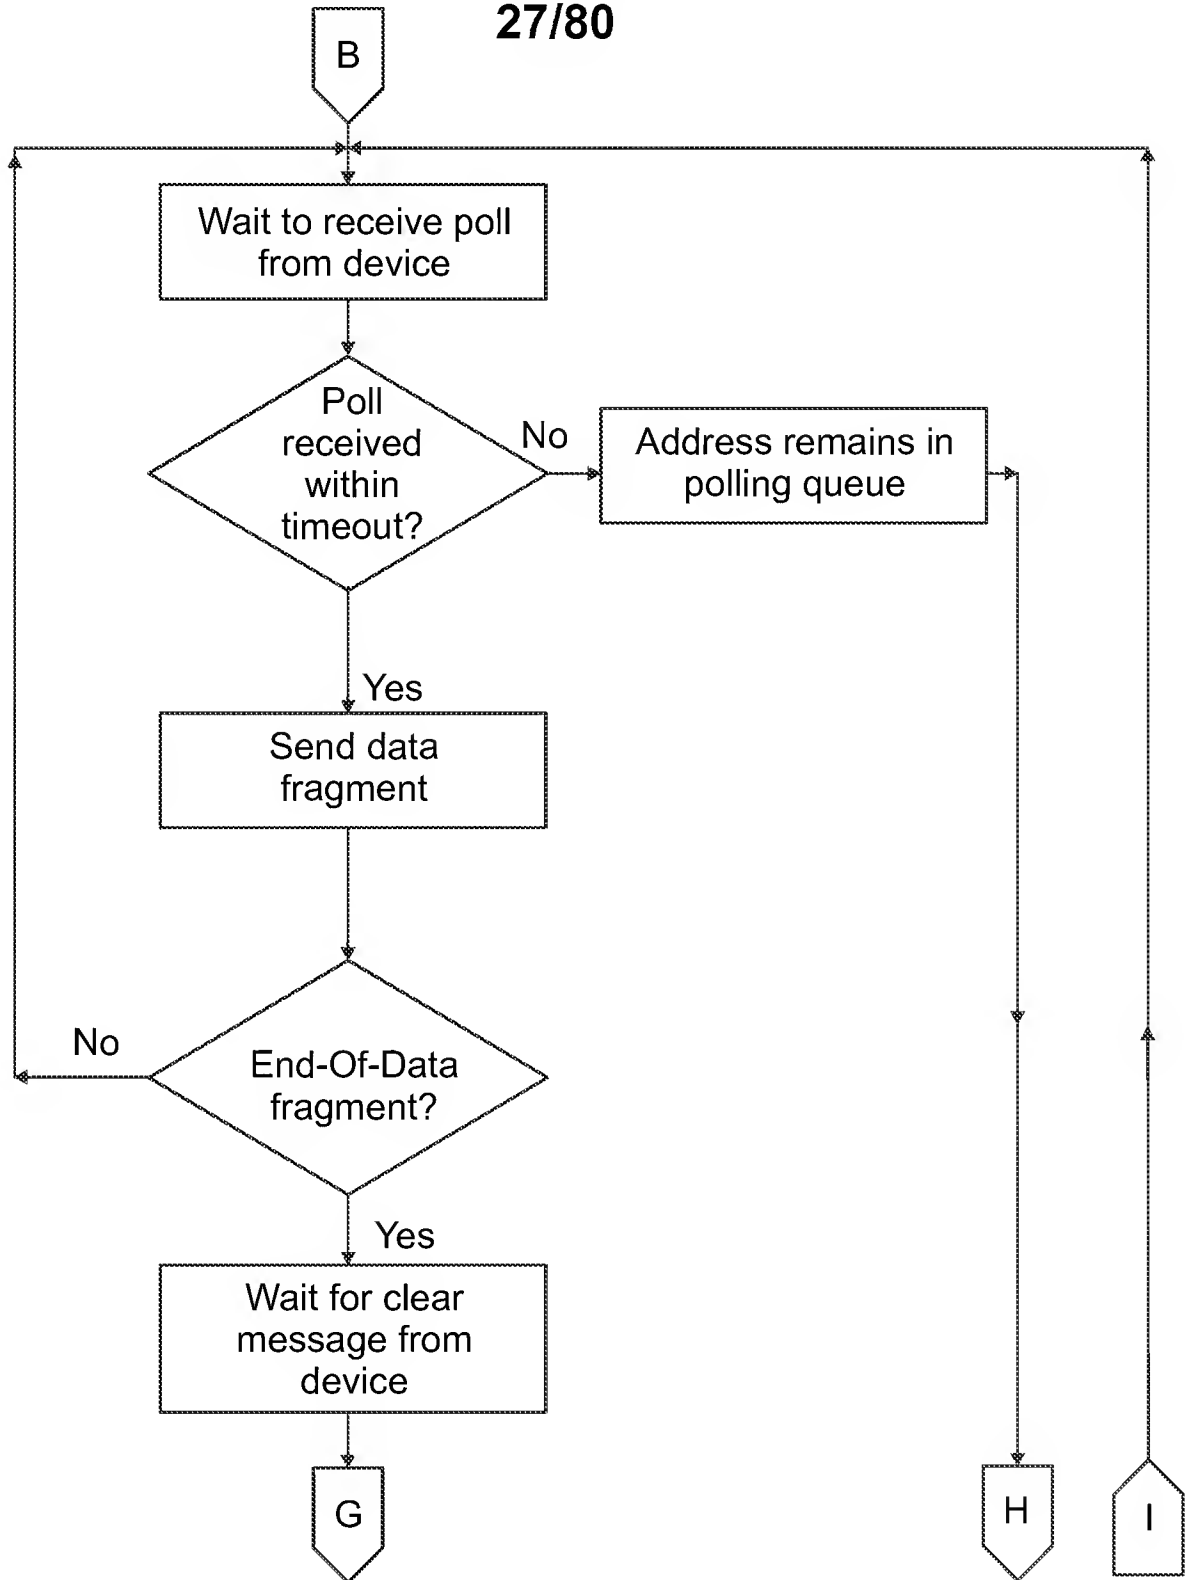 27/80
B
Wait to receive poll
from device
Poll
received
within
timeout?
No
Address remains in
polling queue
Yes
Send data
fragment
No
End-Of-Data
fragment?
Yes
Wait for clear
message from
device
G
H
I